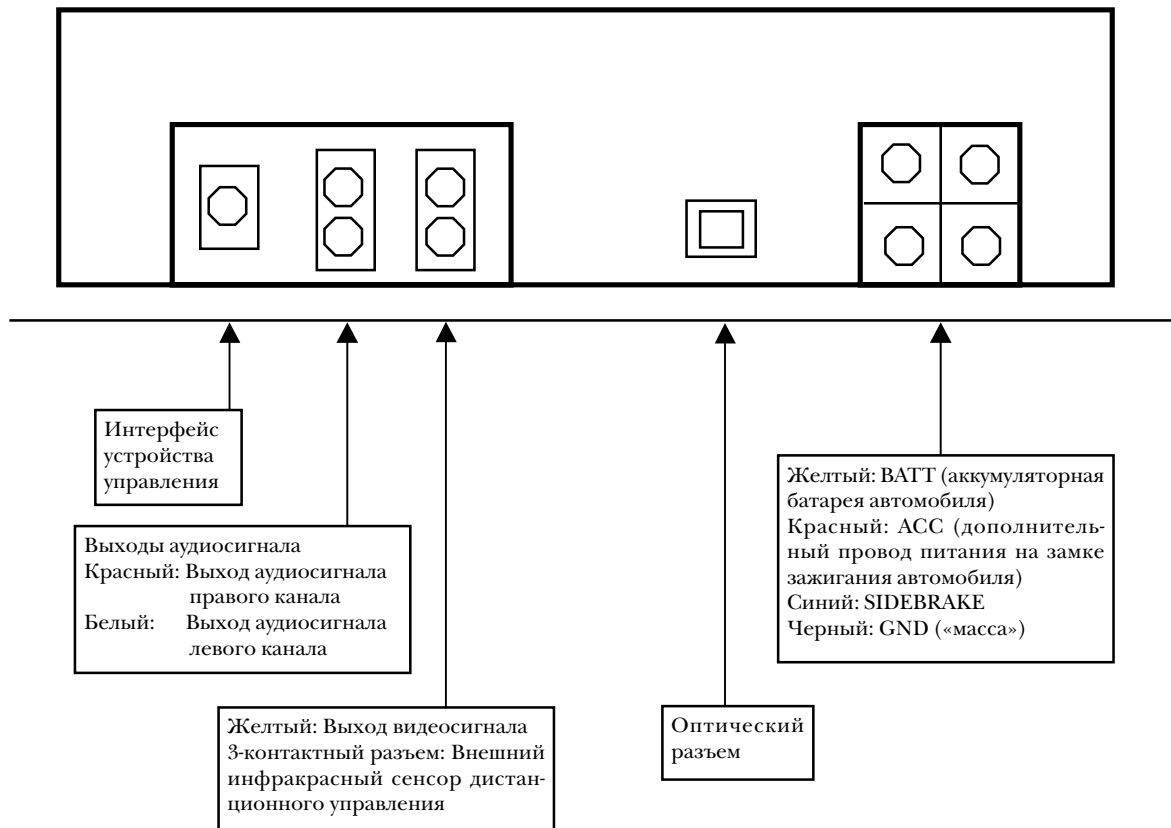 Интерфейс
устройства
управления
Выходы аудиосигнала
Красный: Выход аудиосигнала
правого канала
Белый: Выход аудиосигнала
левого канала
Желтый: Выход видеосигнала
3-контактный разъем: Внешний
инфракрасный сенсор дистан-
ционного управления
Оптический
разъем
Желтый: BATT (аккумуляторная
батарея автомобиля)
Красный: ACC (дополнитель-
ный провод питания на замке
зажигания автомобиля)
Синий: SIDEBRAKE
Черный: GND («масса»)